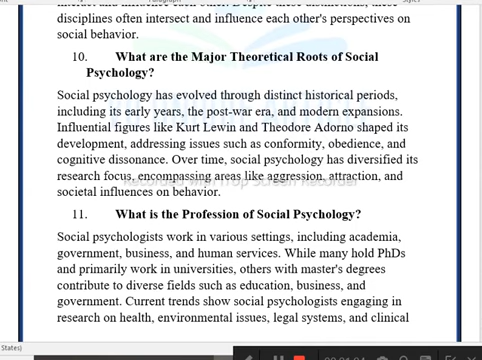 disciplines often intersect and influence each other's perspectives on
social behavior.
10. What are the Major Theoretical Roots of Social
Psychology?
Social psychology has evolved through distinct historical periods,
including its early years, the post-war era, and modern expansions.
Influential figures like Kurt Lewin and Theodore Adorno shaped its
development, addressing issues such as conformity, obedience, and
cognitive dissonance. Over time, social psychology has diversified its
research focus, encompassing areas like aggression, attraction, and
Recorded with iTop Screen Recorder
societal influences on behavior.
11. What is the Profession of Social Psychology?
Social psychologists work in various settings, including academia,
government, business, and human services. While many hold PhDs
and primarily work in universities, others with master's degrees
contribute to diverse fields such as education, business, and
government. Current trends show social psychologists engaging in
research on health, environmental issues, legal systems, and clinical
States)